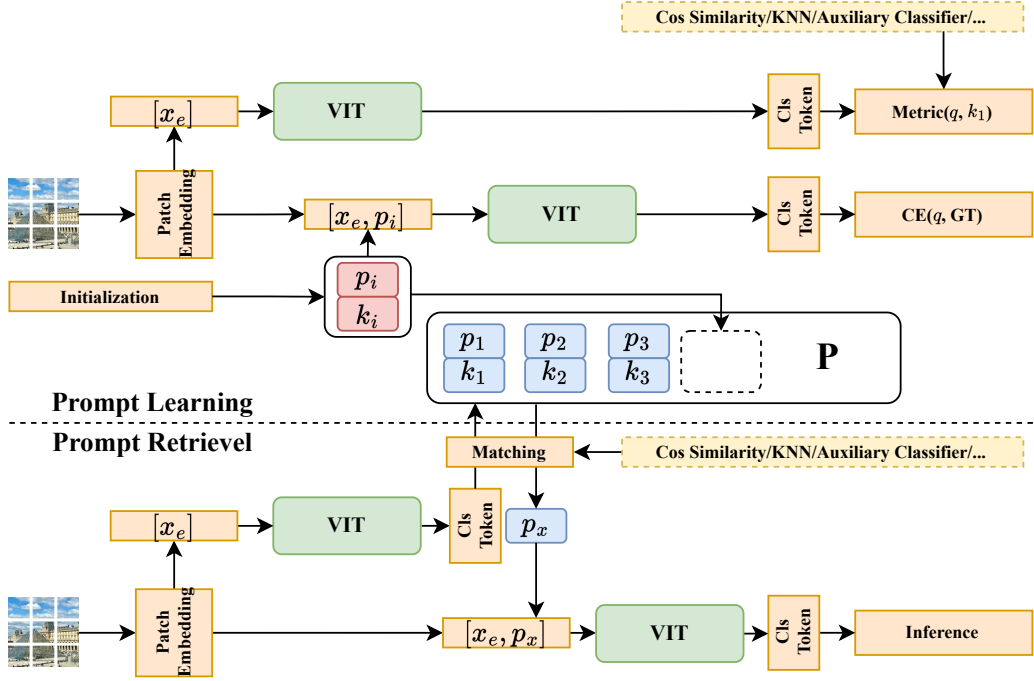 Cos Similarity/KNN/Auxiliary Classifier/...
[x_e]
VIT
Cls
Token
Metric(q, k_1)
Patch
Embedding
[x_e, p_i]
VIT
Cls
Token
CE(q, GT)
Initialization
p_i
k_i
p_1
k_1
p_2
k_2
p_3
k_3
P
Prompt Learning
Prompt Retrievel
Matching
Cos Similarity/KNN/Auxiliary Classifier/...
[x_e]
VIT
Cls
Token
p_x
Patch
Embedding
[x_e, p_x]
VIT
Cls
Token
Inference